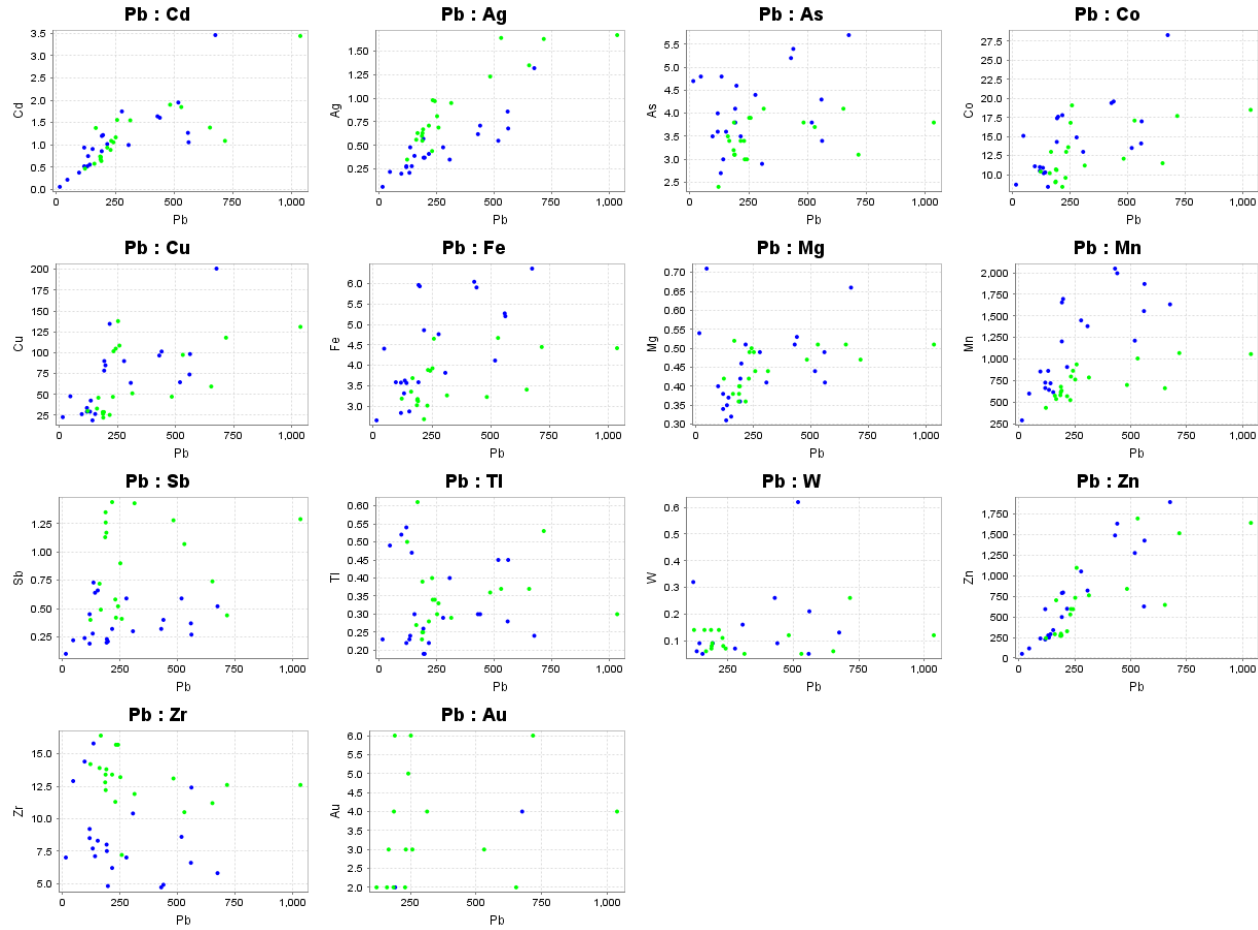 Pb : Cd
3.5
3.0
2.5
2.0
1.5
1.0
0.5
0.0
Cd
0 250 500 750 1,000
Pb
Pb : Ag
1.50
1.25
1.00
0.75
0.50
0.25
Ag
250 500 750 1,000
Pb
Pb : As
5.5
5.0
4.5
4.0
3.5
3.0
2.5
As
0 250 500 750 1,000
Pb
Pb : Co
27.5
25.0
22.5
20.0
17.5
15.0
12.5
10.0
Co
0 250 500 750 1,000
Pb
Pb : Cu
200
175
150
125
100
75
50
25
Cu
0 250 500 750 1,000
Pb
Pb : Fe
6.0
5.5
5.0
4.5
4.0
3.5
3.0
Fe
0 250 500 750 1,000
Pb
Pb : Mg
0.70
0.65
0.60
0.55
0.50
0.45
0.40
0.35
0.30
Mg
0 250 500 750 1,000
Pb
Pb : Mn
2,000
1,750
1,500
1,250
1,000
750
500
250
Mn
0 250 500 750 1,000
Pb
Pb : Sb
1.25
1.00
0.75
0.50
0.25
Sb
0 250 500 750 1,000
Pb
Pb : Tl
0.60
0.55
0.50
0.45
0.40
0.35
0.30
0.25
0.20
Tl
0 250 500 750 1,000
Pb
Pb : W
0.6
0.5
0.4
0.3
0.2
0.1
W
250 500 750 1,000
Pb
Pb : Zn
1,750
1,500
1,250
1,000
750
500
250
0
Zn
0 250 500 750 1,000
Pb
Pb : Zr
15.0
12.5
10.0
7.5
5.0
Zr
0 250 500 750 1,000
Pb
Pb : Au
6.0
5.5
5.0
4.5
4.0
3.5
3.0
2.5
2.0
Au
250 500 750 1,000
Pb